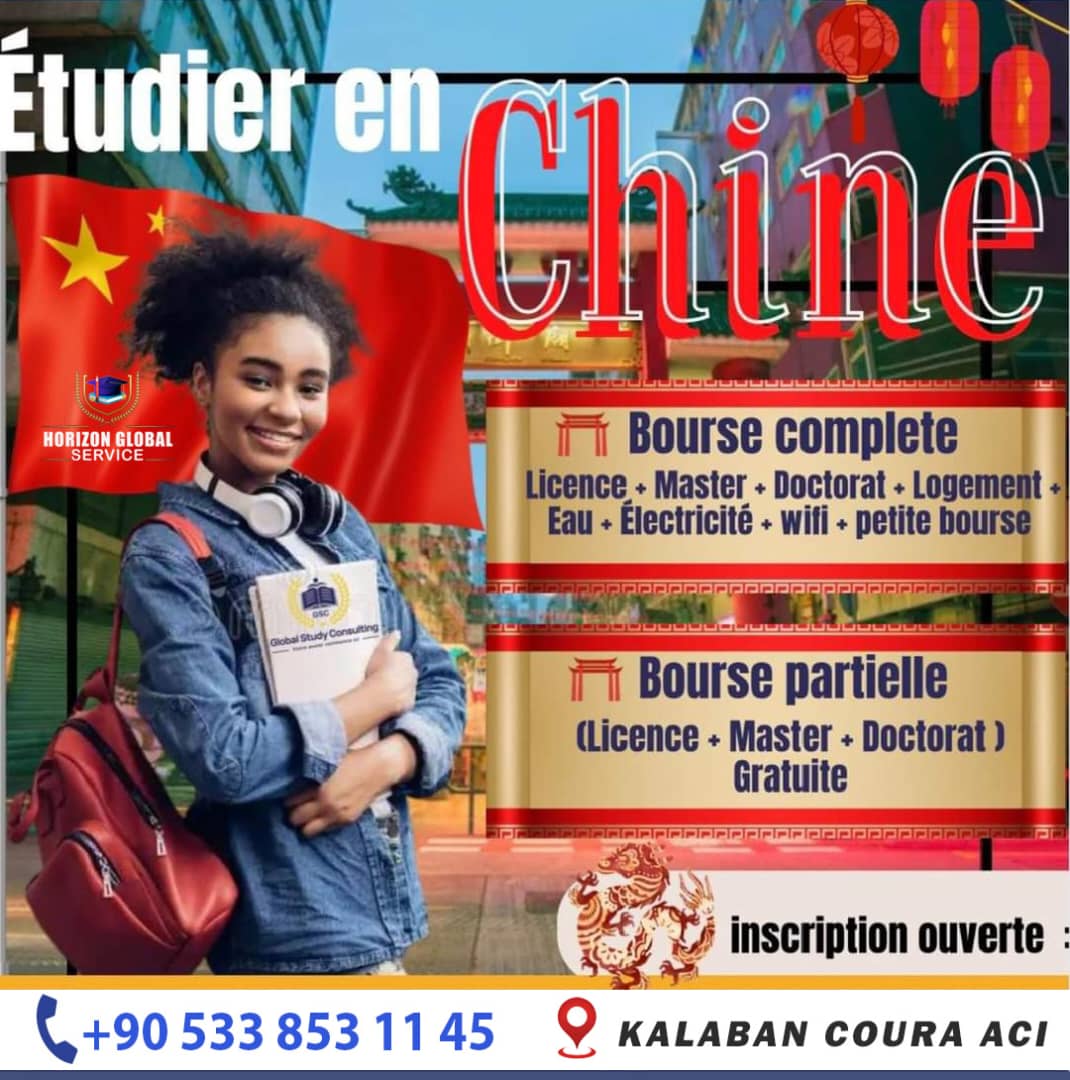 Étudier en
Chine
HORIZON GLOBAL
SERVICE
Bourse complete
Licence + Master + Doctorat + Logement +
Eau + Électricité + wifi + petite bourse
GSC
Global Study Consulting
Bourse partielle
(Licence + Master + Doctorat )
Gratuite
inscription ouverte :
+90 533 853 11 45
KALABAN COURA ACI